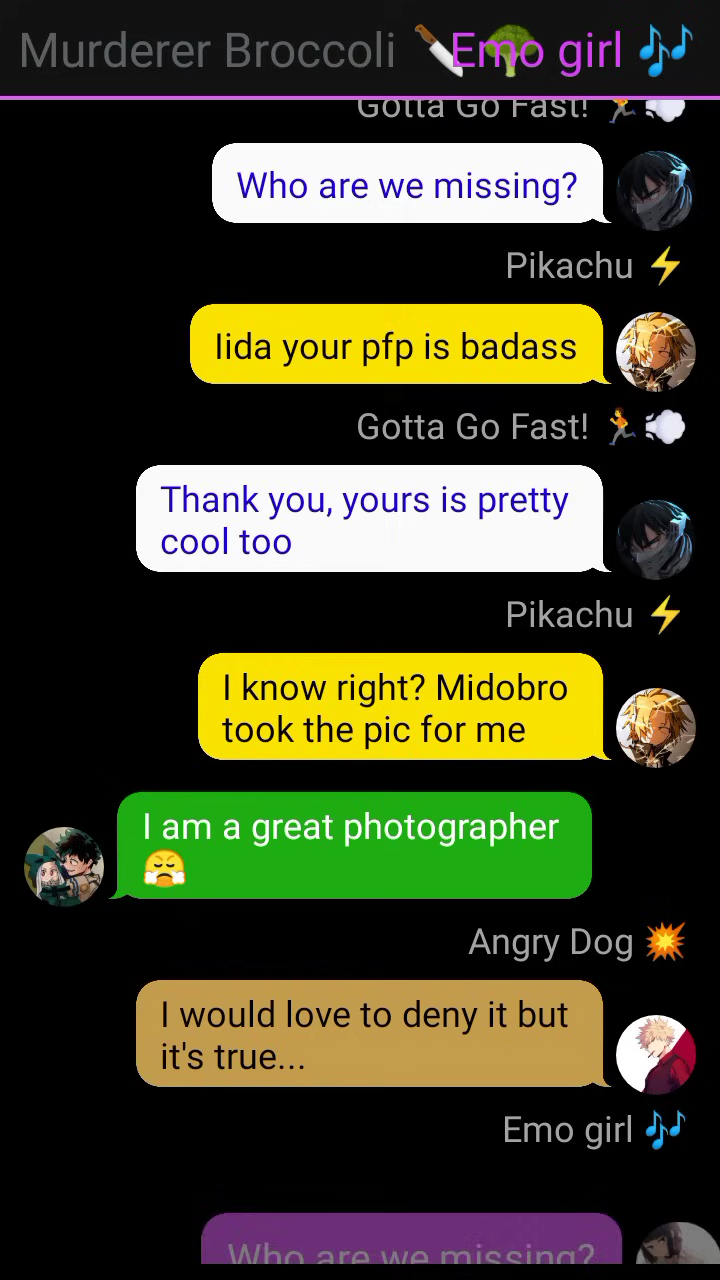 Murderer Broccoli 🔪🥦 Emo girl 🎶
Gotta Go Fast! 🏃💨
Who are we missing?
Pikachu ⚡
Iida your pfp is badass
Gotta Go Fast! 🏃💨
Thank you, yours is pretty
cool too
Pikachu ⚡
I know right? Midobro
took the pic for me
I am a great photographer
😤
Angry Dog 💥
I would love to deny it but
it's true...
Emo girl 🎶
Who are we missing?